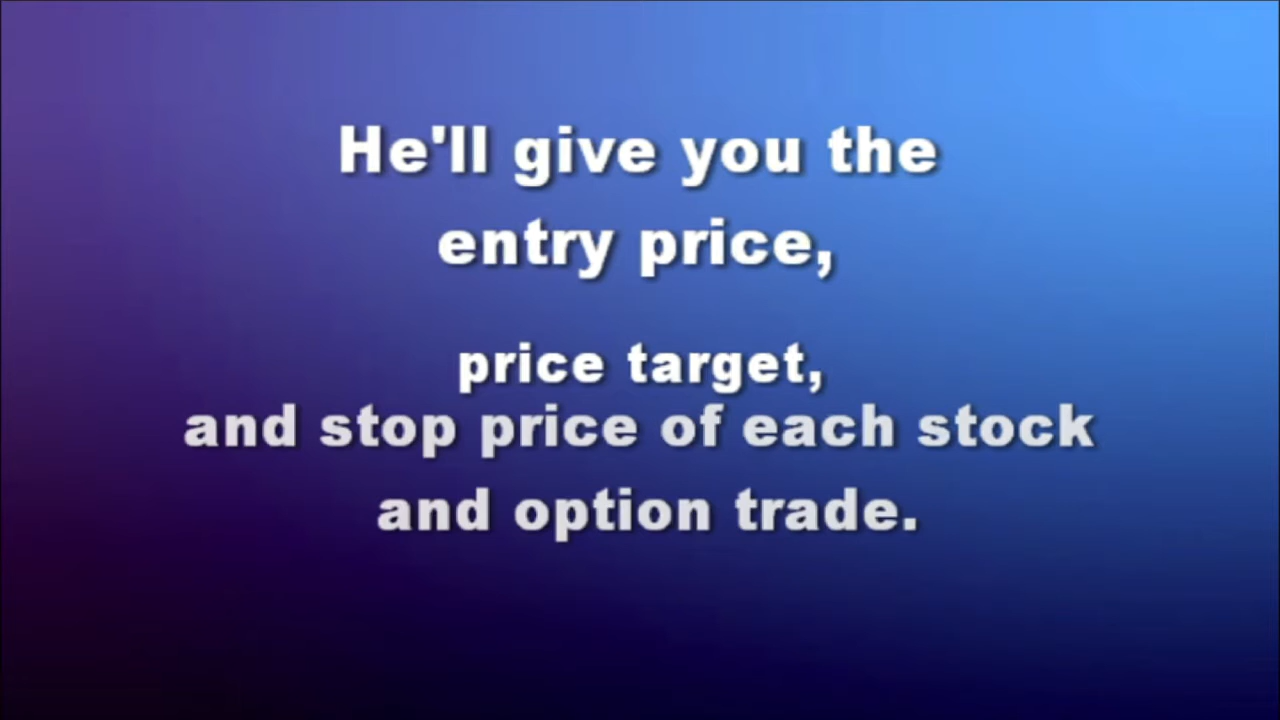 He'll give you the
entry price,
price target,
and stop price of each stock
and option trade.